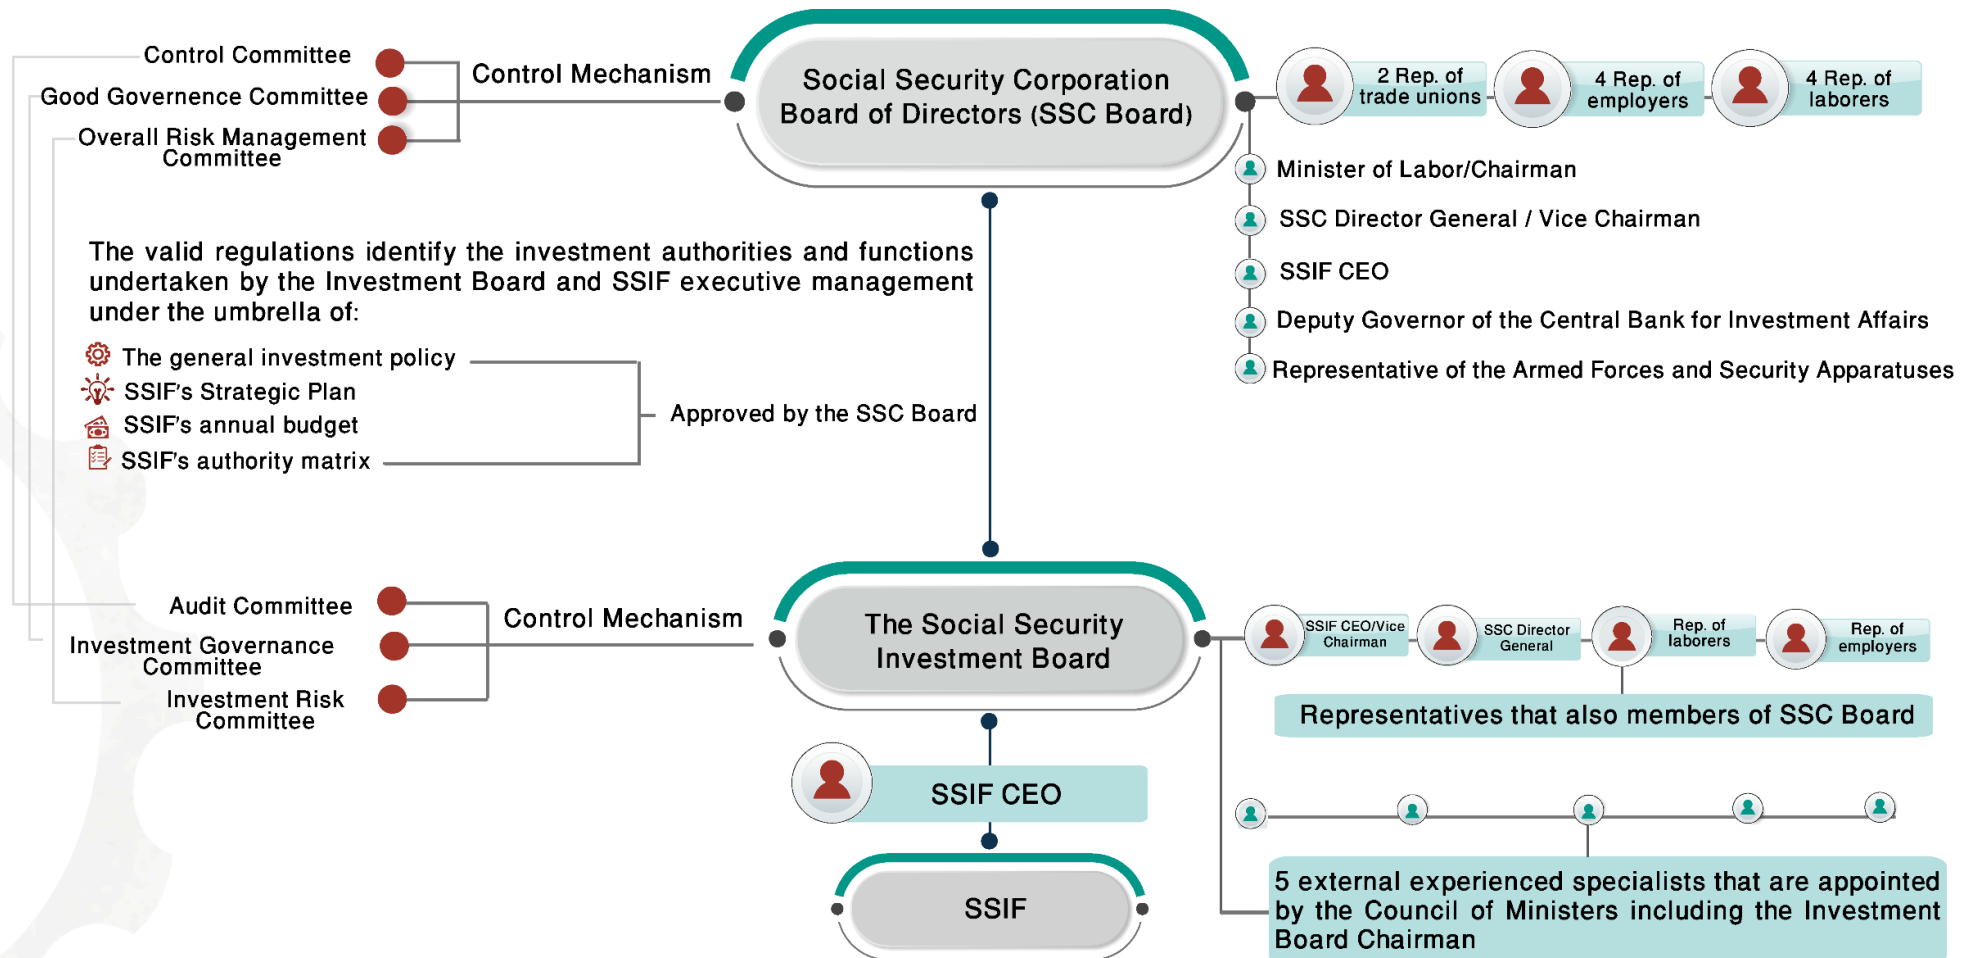 Control Committee
Good Governence Committee
Overall Risk Management
Committee
Control Mechanism
Social Security Corporation
Board of Directors (SSC Board)
2 Rep. of
trade unions
4 Rep. of
employers
4 Rep. of
laborers
Minister of Labor/Chairman
SSC Director General / Vice Chairman
SSIF CEO
Deputy Governor of the Central Bank for Investment Affairs
Representative of the Armed Forces and Security Apparatuses
The valid regulations identify the investment authorities and functions
undertaken by the Investment Board and SSIF executive management
under the umbrella of:
The general investment policy
SSIF's Strategic Plan
SSIF's annual budget
SSIF's authority matrix
Approved by the SSC Board
Audit Committee
Investment Governance
Committee
Investment Risk
Committee
Control Mechanism
The Social Security
Investment Board
SSIF CEO/Vice
Chairman
SSC Director
General
Rep. of
laborers
Rep. of
employers
Representatives that also members of SSC Board
SSIF CEO
SSIF
5 external experienced specialists that are appointed
by the Council of Ministers including the Investment
Board Chairman